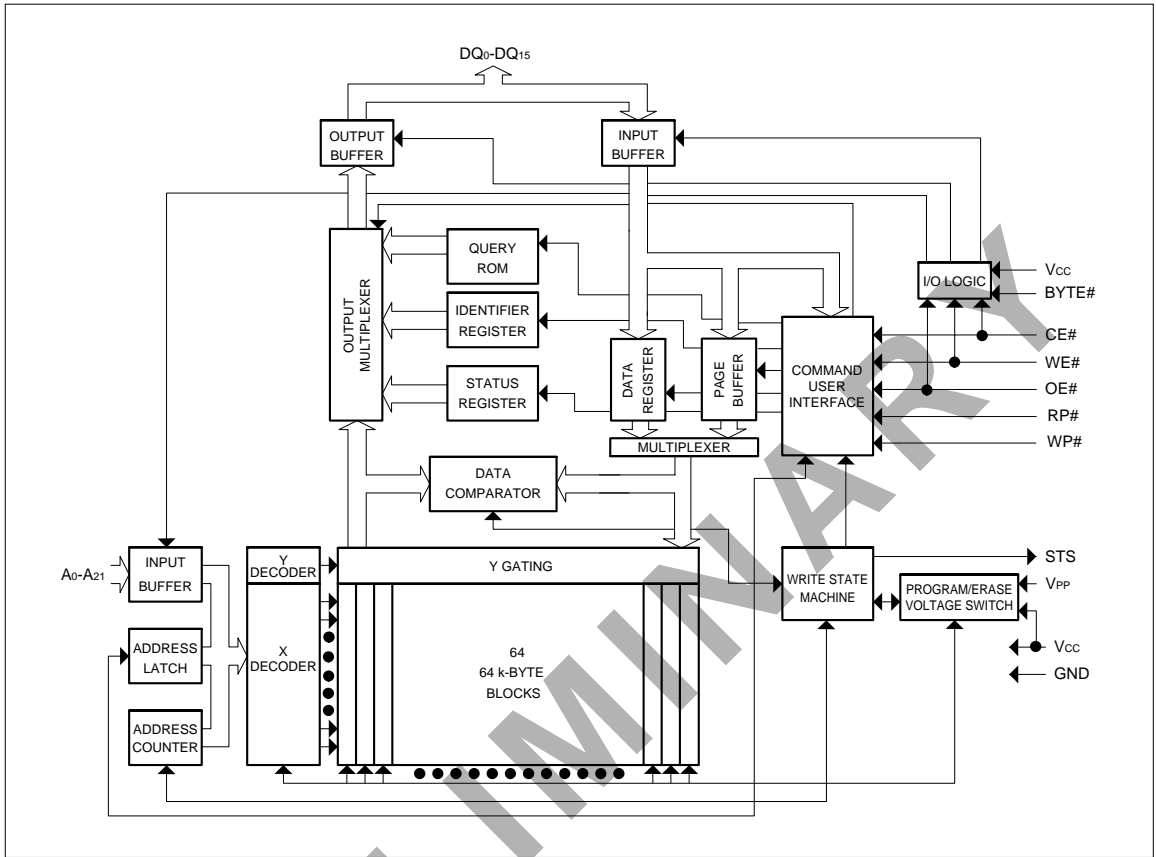 DQ0-DQ15
OUTPUT
BUFFER
INPUT
BUFFER
OUTPUT
MULTIPLEXER
QUERY
ROM
IDENTIFIER
REGISTER
STATUS
REGISTER
DATA
REGISTER
PAGE
BUFFER
COMMAND
USER
INTERFACE
I/O LOGIC
VCC
BYTE#
CE#
WE#
OE#
RP#
WP#
MULTIPLEXER
DATA
COMPARATOR
A0-A21
INPUT
BUFFER
Y
DECODER
Y GATING
ADDRESS
LATCH
X
DECODER
64
64 k-BYTE
BLOCKS
ADDRESS
COUNTER
WRITE STATE
MACHINE
PROGRAM/ERASE
VOLTAGE SWITCH
STS
VPP
VCC
GND
LIMINARY